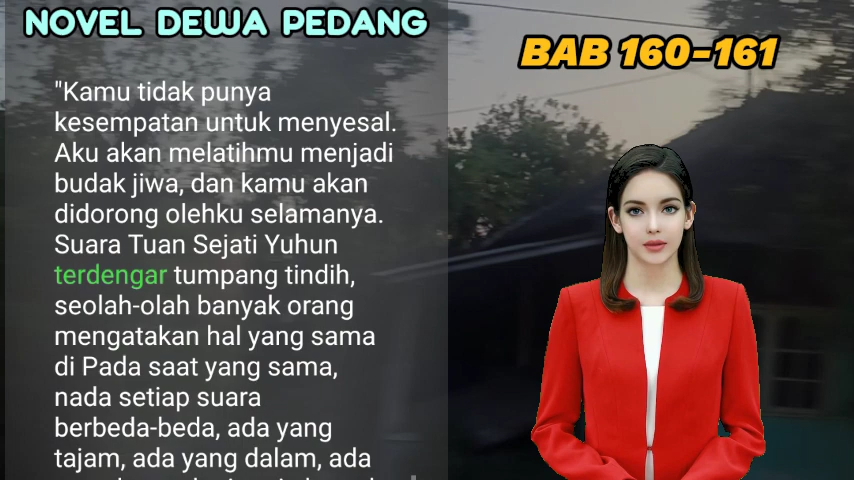 NOVEL DEWA PEDANG
BAB 160-161
"Kamu tidak punya
kesempatan untuk menyesal.
Aku akan melatihmu menjadi
budak jiwa, dan kamu akan
didorong olehku selamanya.
Suara Tuan Sejati Yuhun
terdengar tumpang tindih,
seolah-olah banyak orang
mengatakan hal yang sama
di Pada saat yang sama,
nada setiap suara
berbeda-beda, ada yang
tajam, ada yang dalam, ada